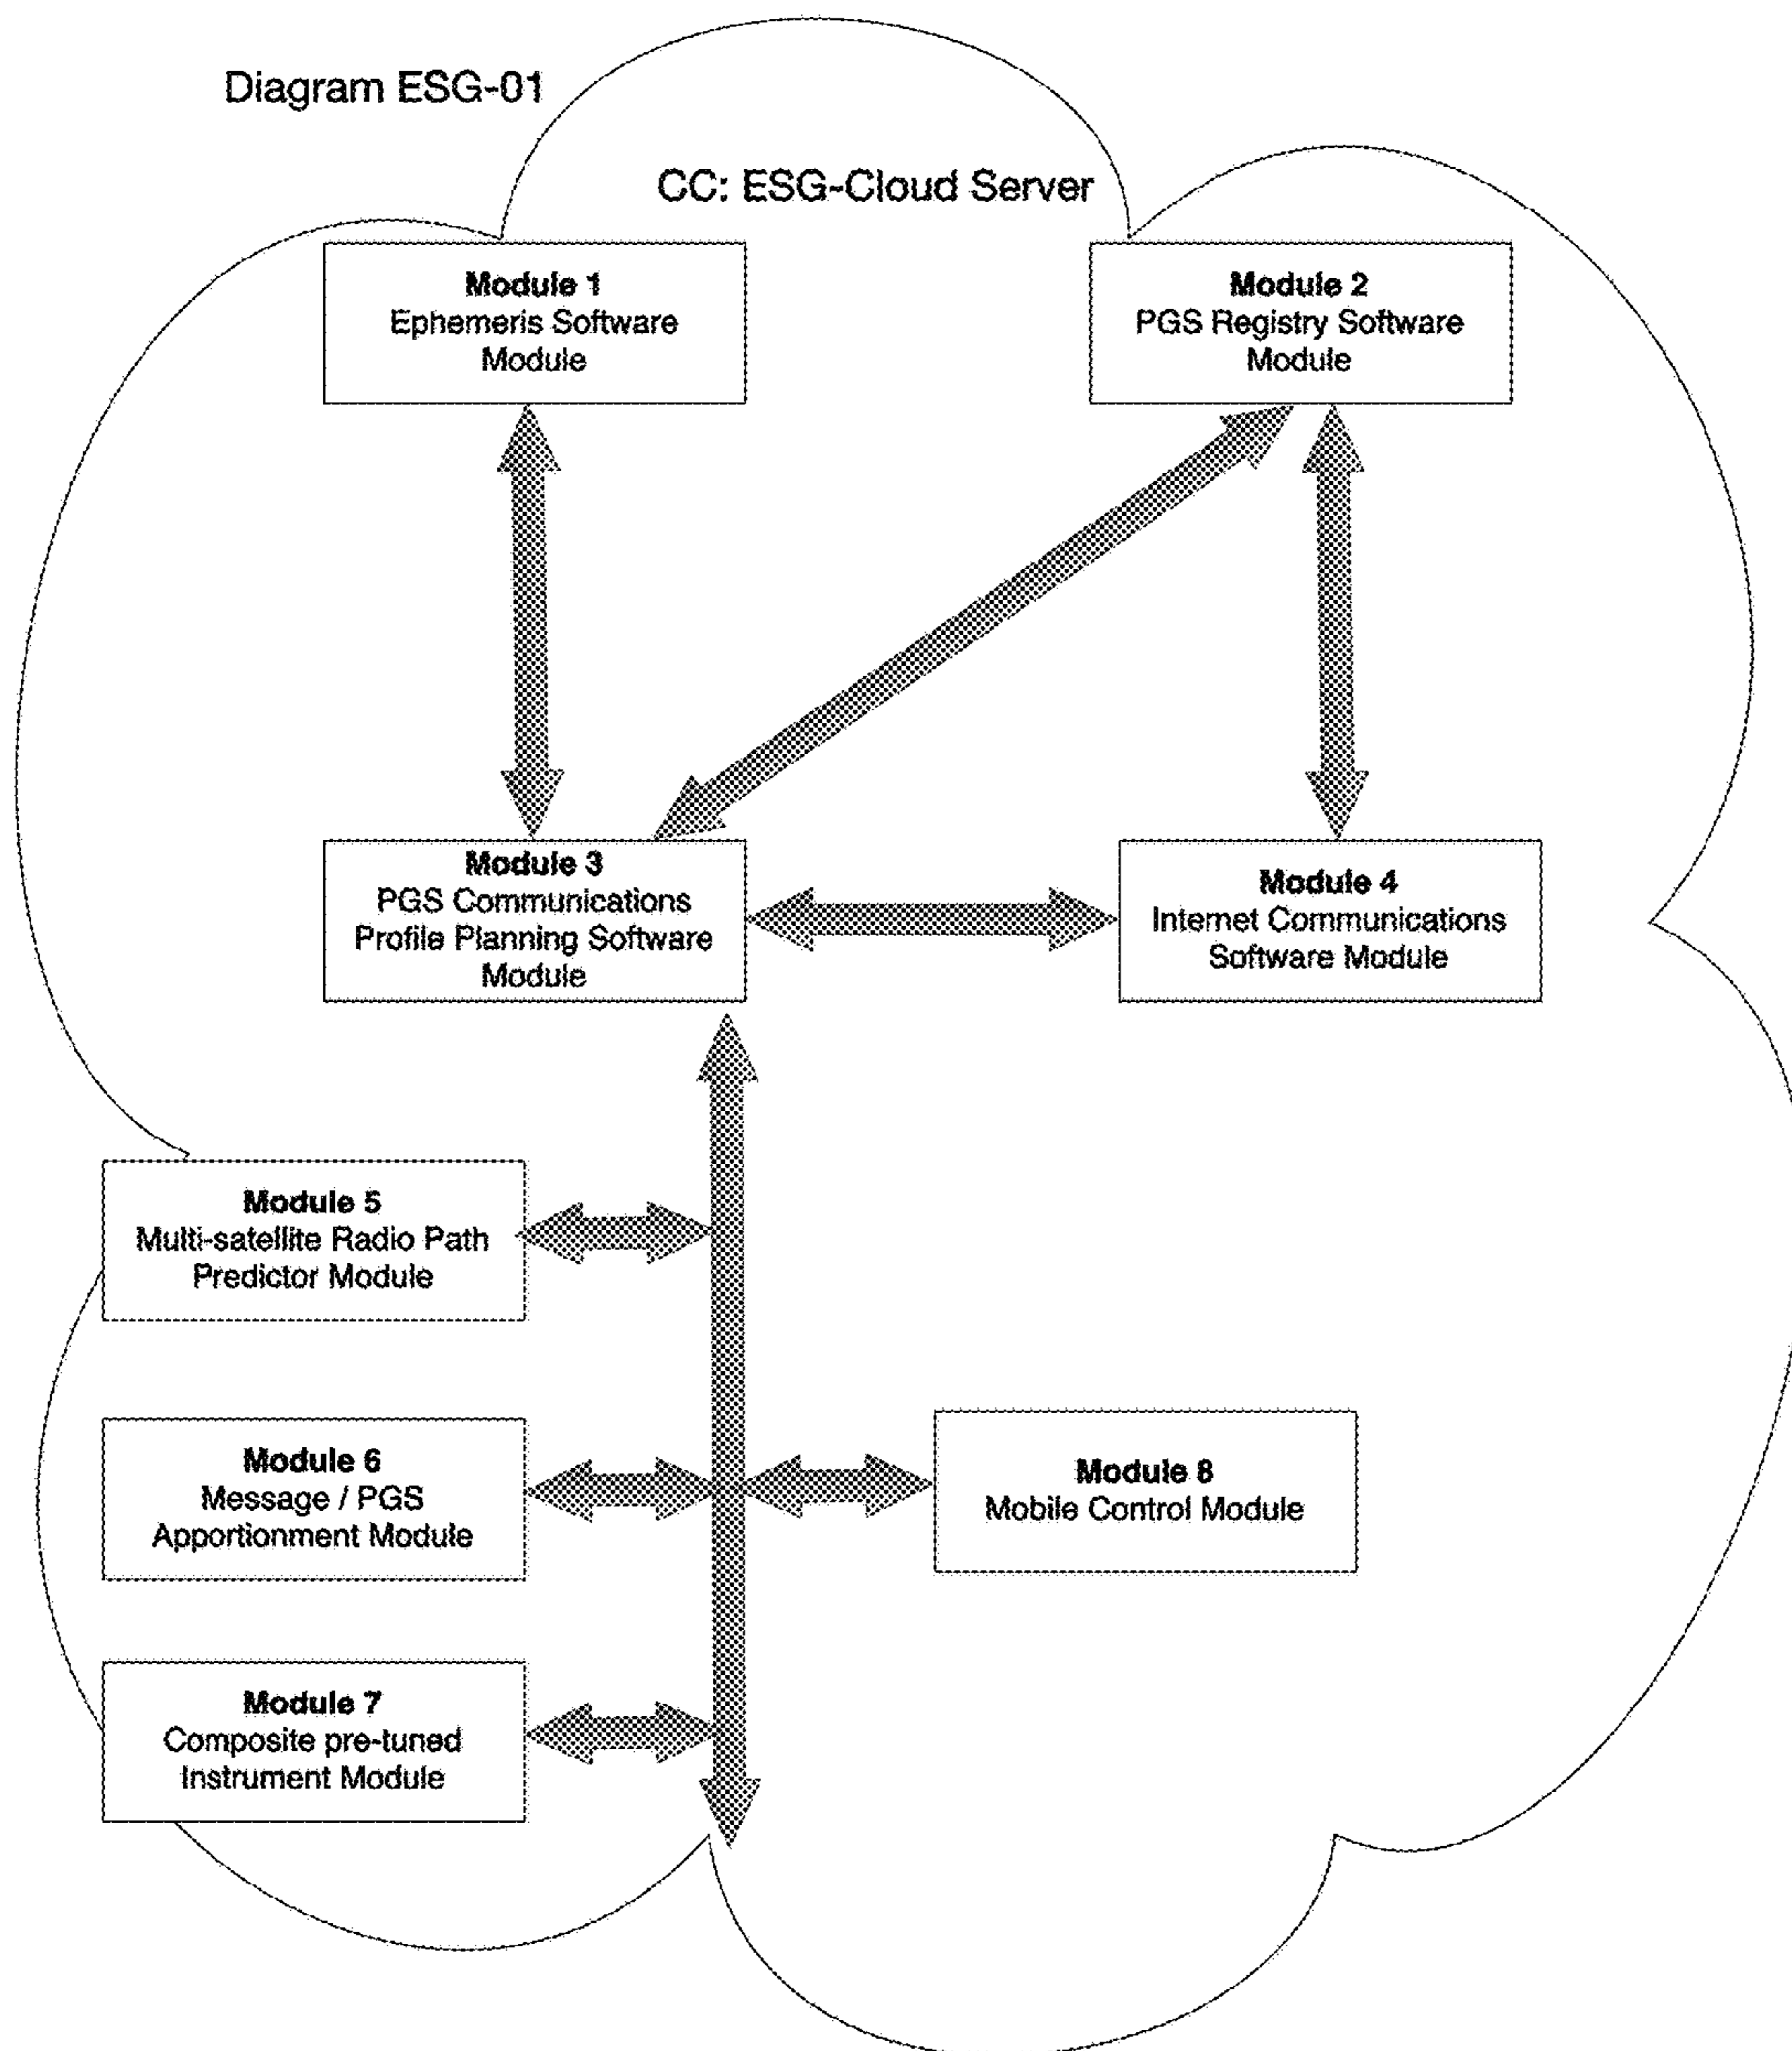 Diagram ESG-01
CC: ESG-Cloud Server
Module 1
Ephemeris Software
Module
Module 2
PGS Registry Software
Module
Module 3
PGS Communications
Profile Planning Software
Module
Module 4
Internet Communications
Software Module
Module 5
Multi-satellite Radio Path
Predictor Module
Module 6
Message / PGS
Apportionment Module
Module 8
Mobile Control Module
Module 7
Composite pre-tuned
Instrument Module